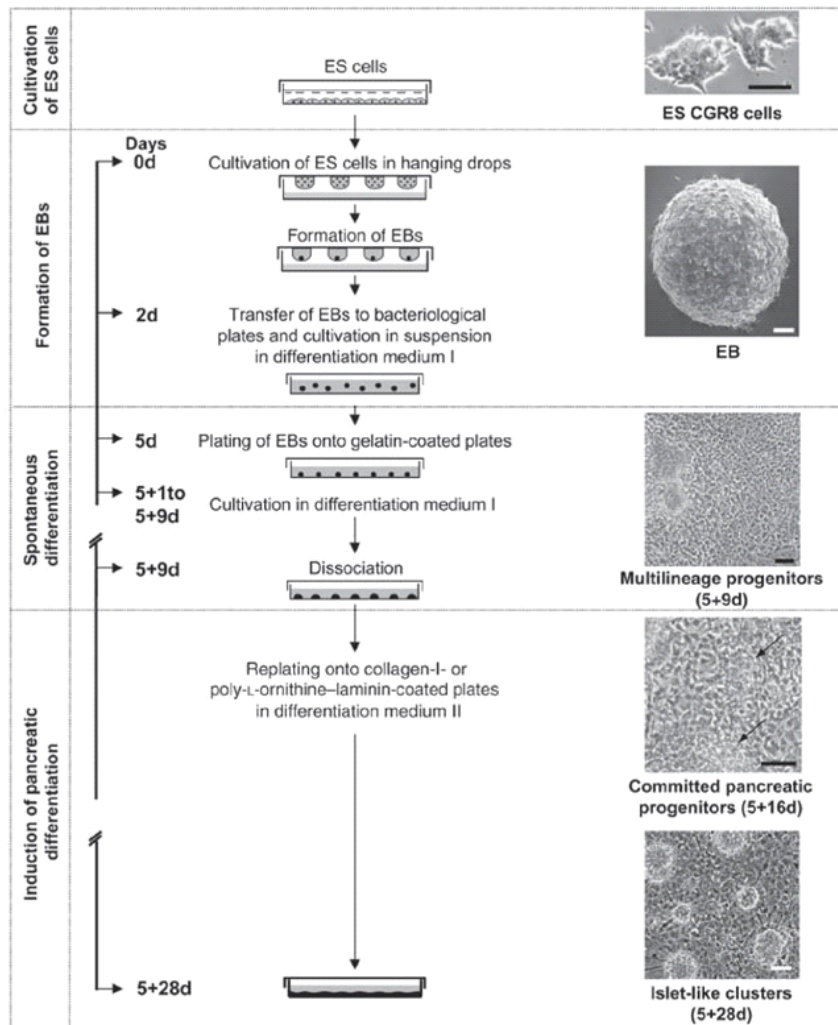 Cultivation
of ES cells
ES cells
ES CGR8 cells
Formation of EBs
Days
0d
Cultivation of ES cells in hanging drops
Formation of EBs
2d
Transfer of EBs to bacteriological
plates and cultivation in suspension
in differentiation medium I
EB
Spontaneous
differentiation
5d
Plating of EBs onto gelatin-coated plates
5+1to
5+9d
Cultivation in differentiation medium I
5+9d
Dissociation
Multilineage progenitors
(5+9d)
Induction of pancreatic
differentiation
Replating onto collagen-I- or
poly-L-ornithine–laminin-coated plates
in differentiation medium II
Committed pancreatic
progenitors (5+16d)
5+28d
Islet-like clusters
(5+28d)